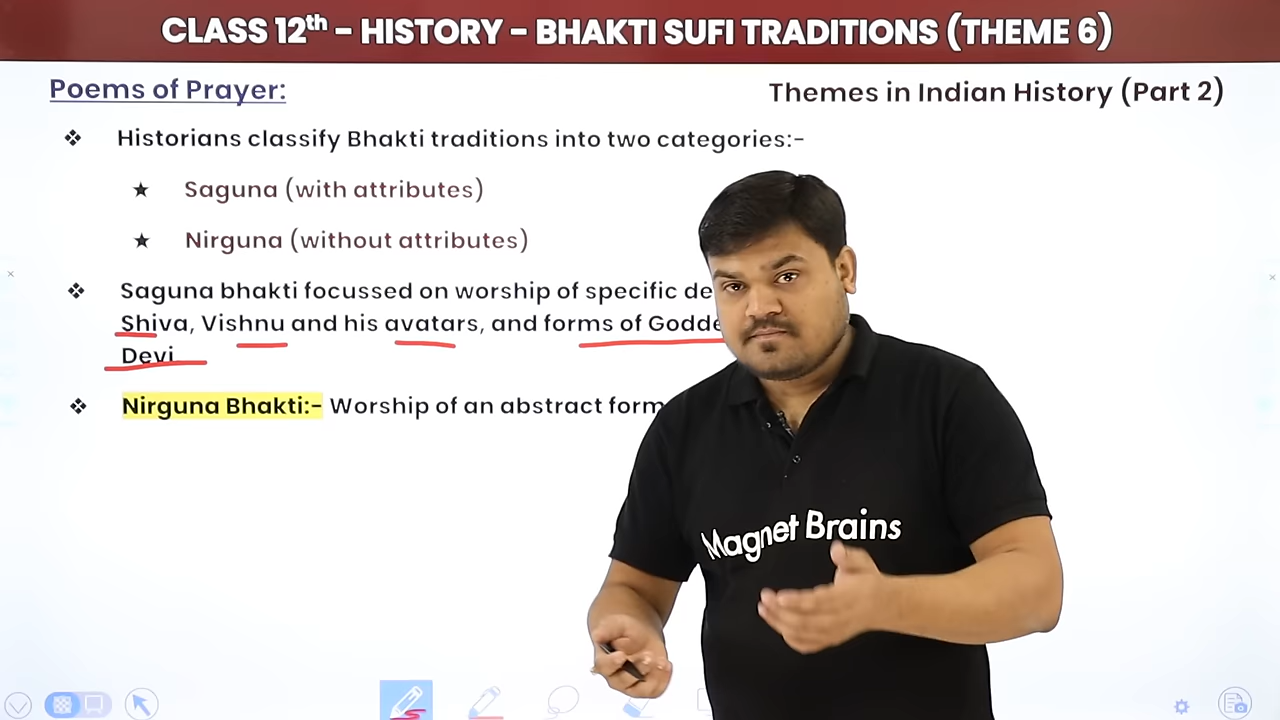 CLASS 12th - HISTORY - BHAKTI SUFI TRADITIONS (THEME 6)
Poems of Prayer:
Themes in Indian History (Part 2)
❖ Historians classify Bhakti traditions into two categories:-
★ Saguna (with attributes)
★ Nirguna (without attributes)
❖ Saguna bhakti focussed on worship of specific
Shiva, Vishnu and his avatars, and forms of
Devi
❖ Nirguna Bhakti:- Worship of an abstract form
Magnet Brains